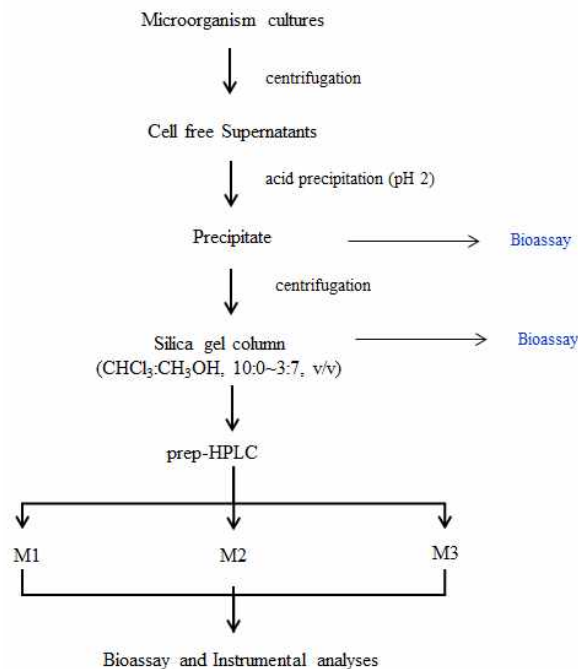 Microorganism cultures
centrifugation
Cell free Supernatants
acid precipitation (pH 2)
Precipitate
Bioassay
centrifugation
Silica gel column
Bioassay
(CHCl₃:CH₃OH, 10:0~3:7, v/v)
prep-HPLC
M1 M2 M3
Bioassay and Instrumental analyses